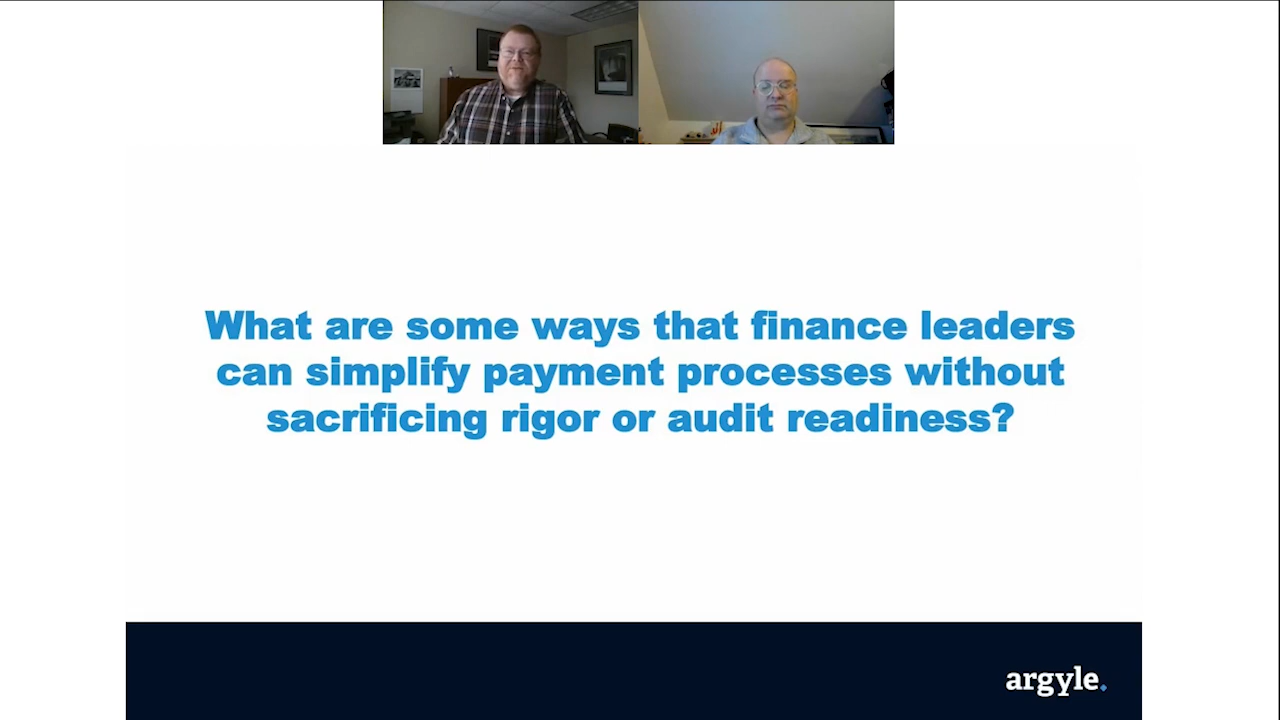 What are some ways that finance leaders
can simplify payment processes without
sacrificing rigor or audit readiness?
argyle.